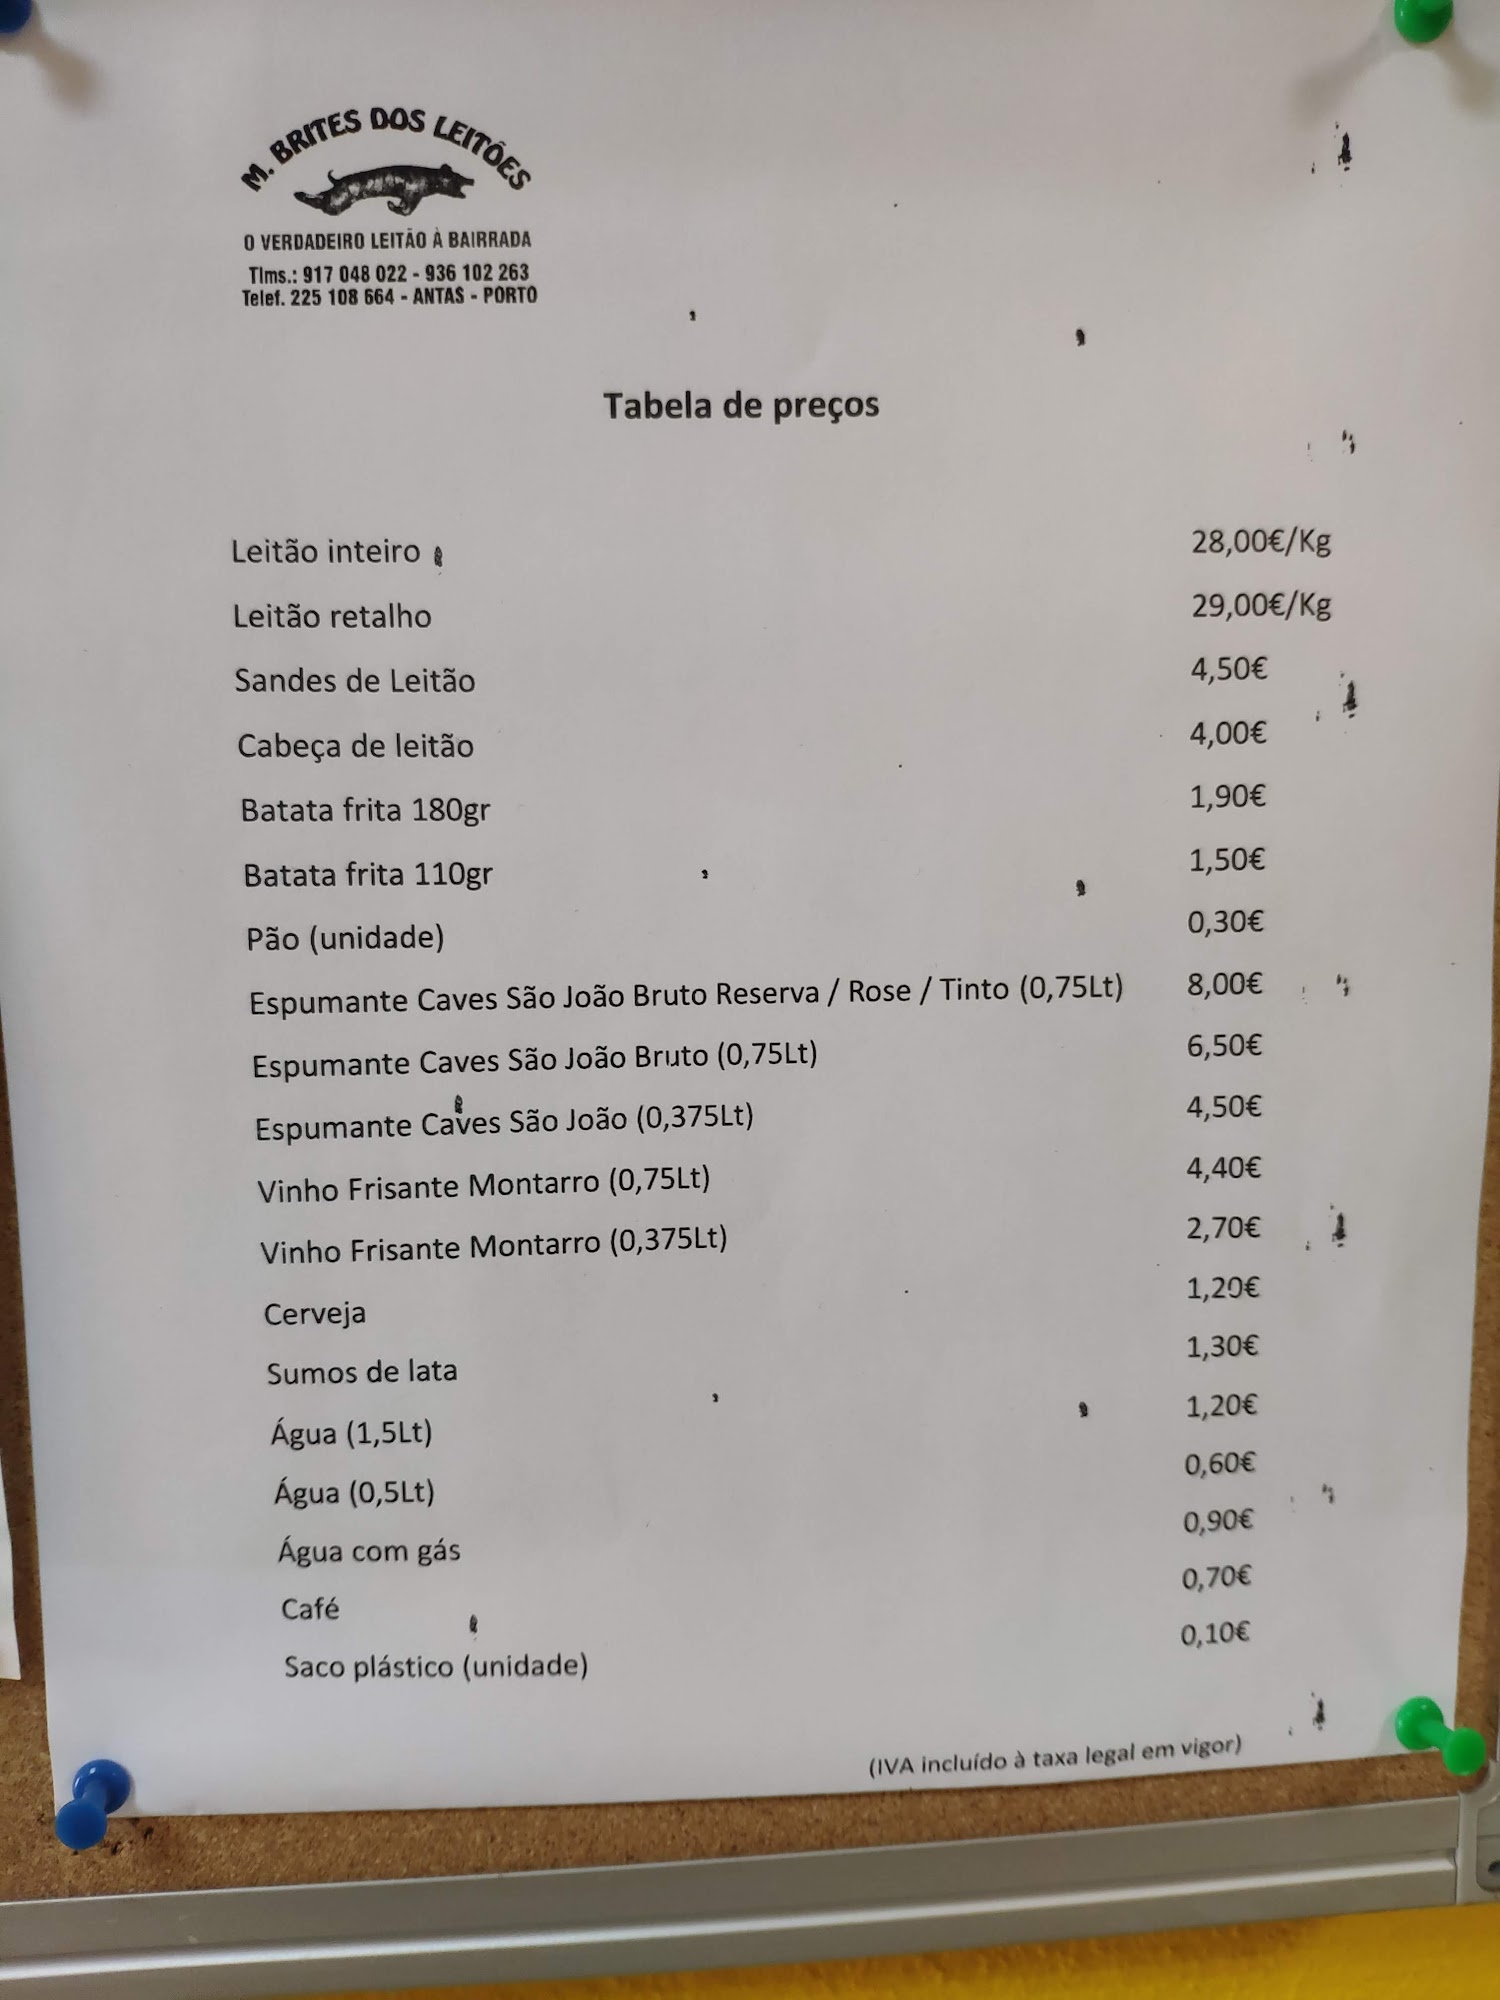 M. BRITES DOS LEITÕES
O VERDADEIRO LEITÃO À BAIRRADA
Tlms.: 917 048 022 - 936 102 263
Telef. 225 108 664 - ANTAS - PORTO
Tabela de preços
Leitão inteiro 28,00€/Kg
Leitão retalho 29,00€/Kg
Sandes de Leitão 4,50€
Cabeça de leitão 4,00€
Batata frita 180gr 1,90€
Batata frita 110gr 1,50€
Pão (unidade) 0,30€
Espumante Caves São João Bruto Reserva / Rose / Tinto (0,75Lt) 8,00€
Espumante Caves São João Bruto (0,75Lt) 6,50€
Espumante Caves São João (0,375Lt) 4,50€
Vinho Frisante Montarro (0,75Lt) 4,40€
Vinho Frisante Montarro (0,375Lt) 2,70€
Cerveja 1,20€
Sumos de lata 1,30€
Água (1,5Lt) 1,20€
Água (0,5Lt) 0,60€
Água com gás 0,90€
Café 0,70€
Saco plástico (unidade) 0,10€
(IVA incluído à taxa legal em vigor)